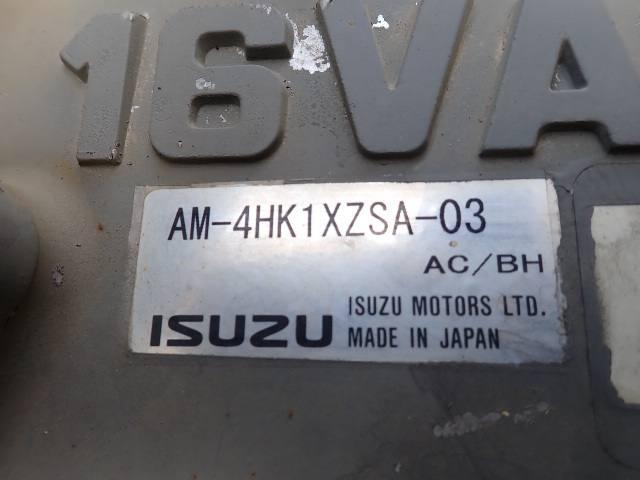 16VA
AM-4HK1XZSA-03
AC/BH
ISUZU
ISUZU MOTORS LTD.
MADE IN JAPAN